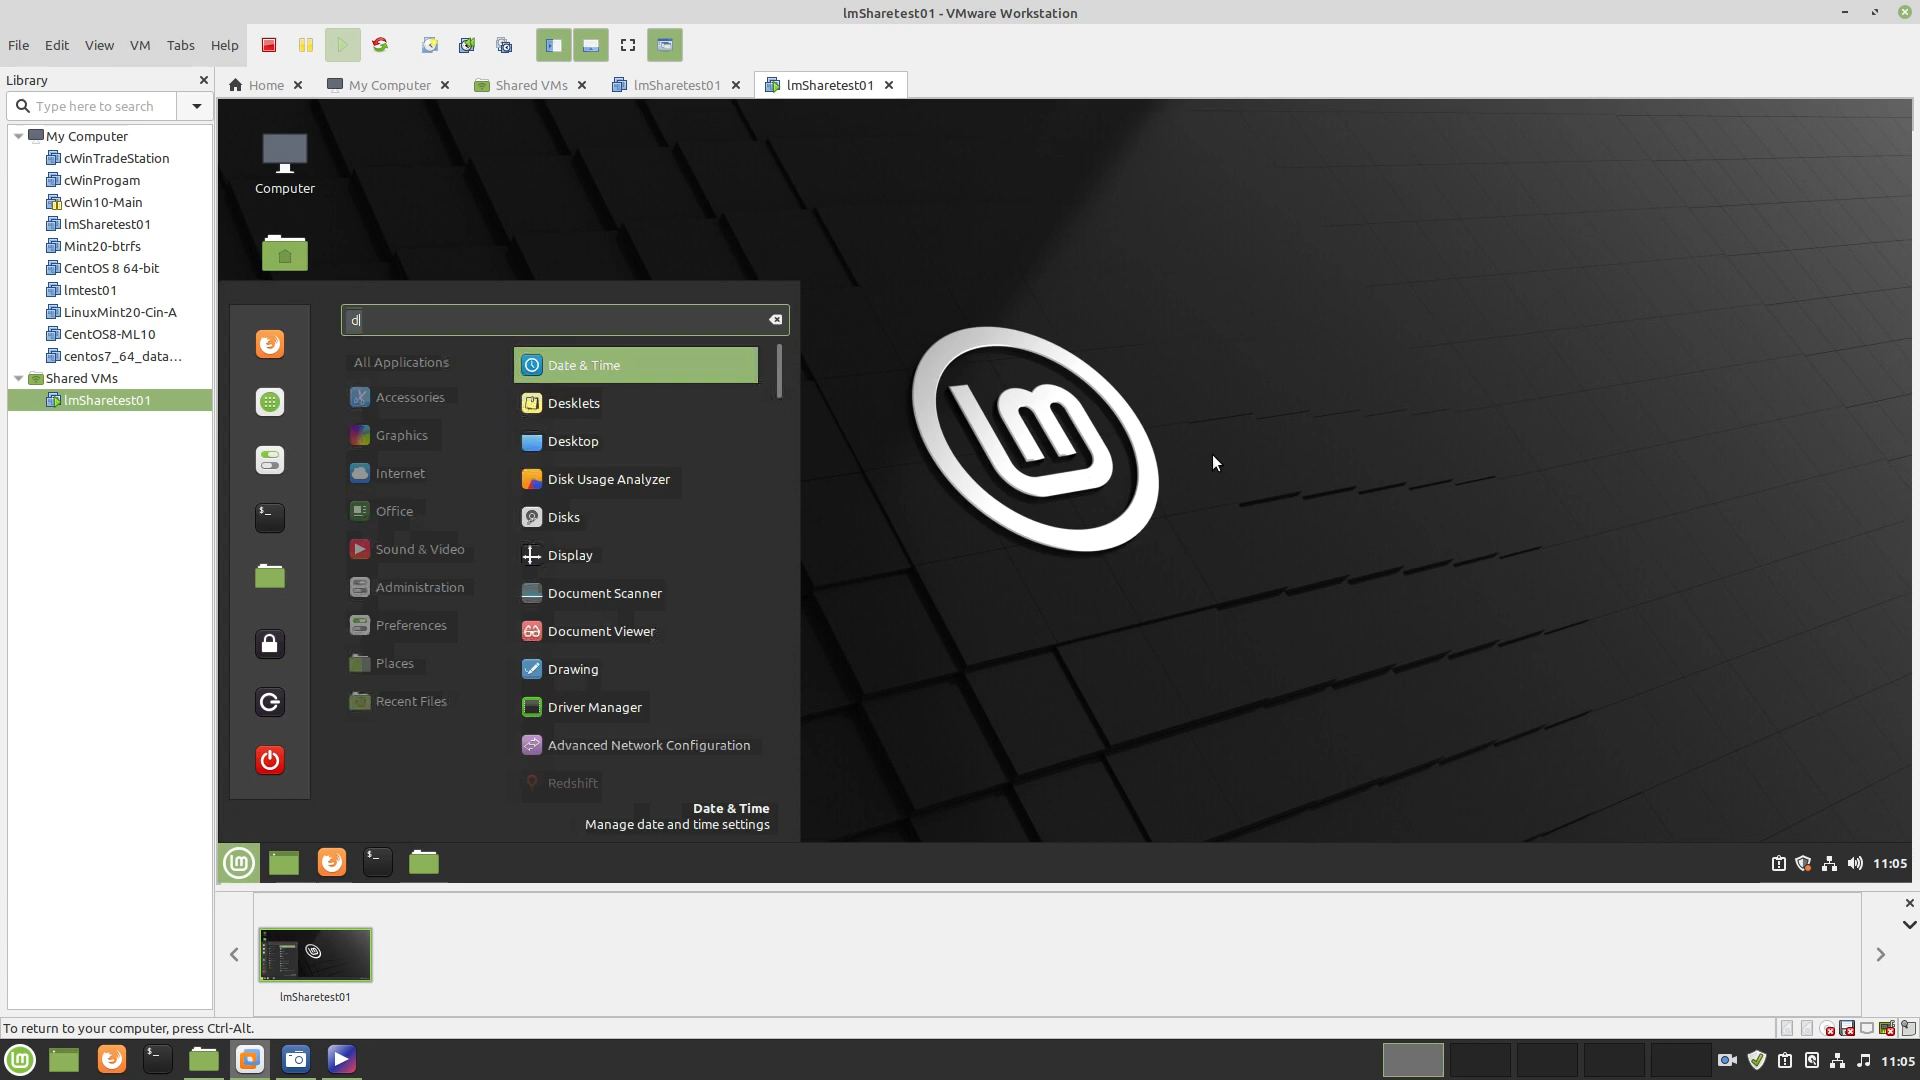 lmSharetest01 - VMware Workstation
File Edit View VM Tabs Help
Library
Home My Computer Shared VMs lmSharetest01 lmSharetest01
Type here to search
My Computer
cWinTradeStation
cWinProgam
cWin10-Main
lmSharetest01
Mint20-btrfs
CentOS 8 64-bit
lmtest01
LinuxMint20-Cin-A
CentOS8-ML10
centos7_64_data...
Shared VMs
lmSharetest01
Computer
d
All Applications
Accessories
Graphics
Internet
Office
Sound & Video
Administration
Preferences
Places
Recent Files
Date & Time
Desklets
Desktop
Disk Usage Analyzer
Disks
Display
Document Scanner
Document Viewer
Drawing
Driver Manager
Advanced Network Configuration
Redshift
Date & Time
Manage date and time settings
11:05
lmSharetest01
To return to your computer, press Ctrl-Alt.
11:05